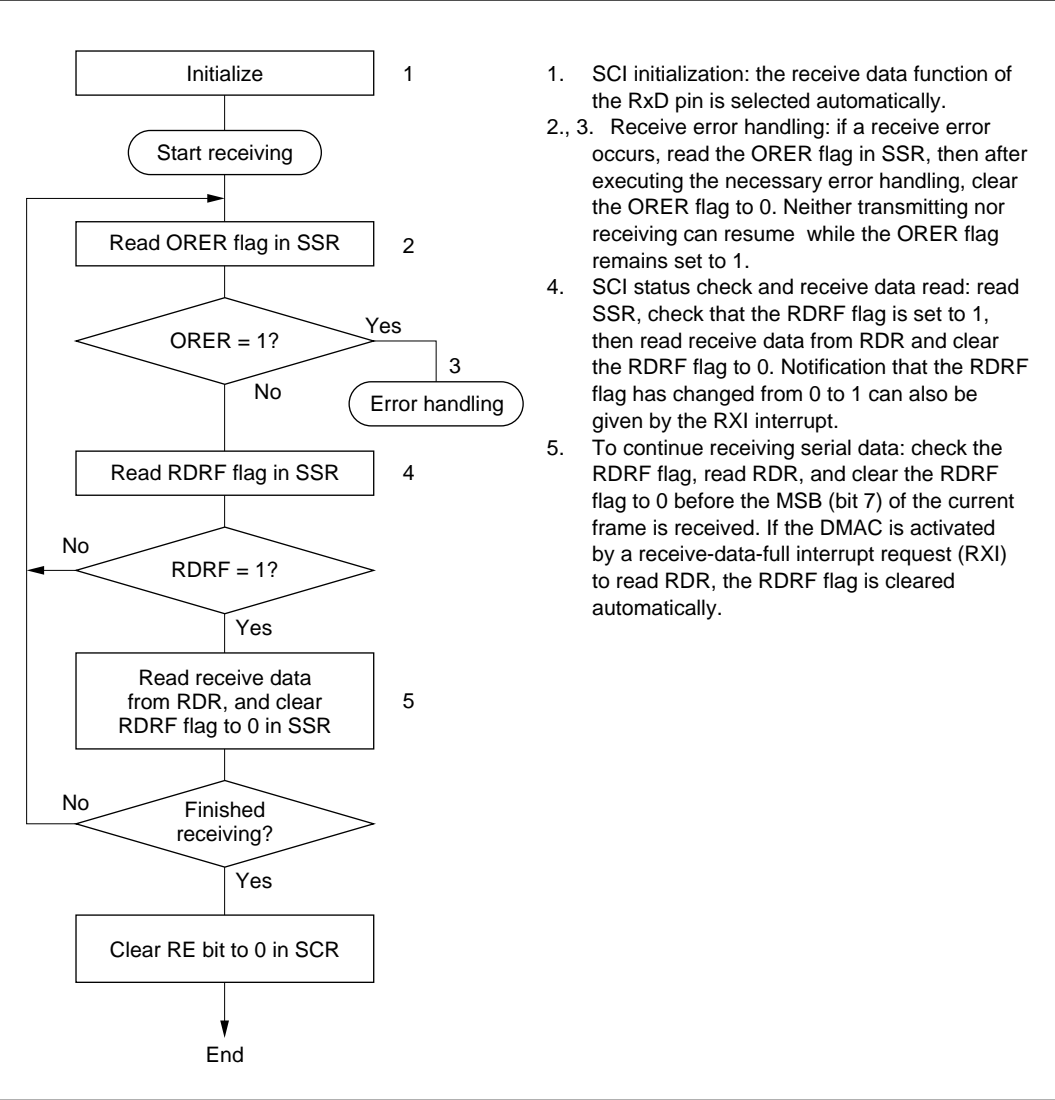 Initialize
1
Start receiving
Read ORER flag in SSR
2
ORER = 1?
Yes
3
No
Error handling
Read RDRF flag in SSR
4
No
RDRF = 1?
Yes
Read receive data
from RDR, and clear
RDRF flag to 0 in SSR
5
No
Finished
receiving?
Yes
Clear RE bit to 0 in SCR
End
1. SCI initialization: the receive data function of
the RxD pin is selected automatically.
2., 3. Receive error handling: if a receive error
occurs, read the ORER flag in SSR, then after
executing the necessary error handling, clear
the ORER flag to 0. Neither transmitting nor
receiving can resume while the ORER flag
remains set to 1.
4. SCI status check and receive data read: read
SSR, check that the RDRF flag is set to 1,
then read receive data from RDR and clear
the RDRF flag to 0. Notification that the RDRF
flag has changed from 0 to 1 can also be
given by the RXI interrupt.
5. To continue receiving serial data: check the
RDRF flag, read RDR, and clear the RDRF
flag to 0 before the MSB (bit 7) of the current
frame is received. If the DMAC is activated
by a receive-data-full interrupt request (RXI)
to read RDR, the RDRF flag is cleared
automatically.